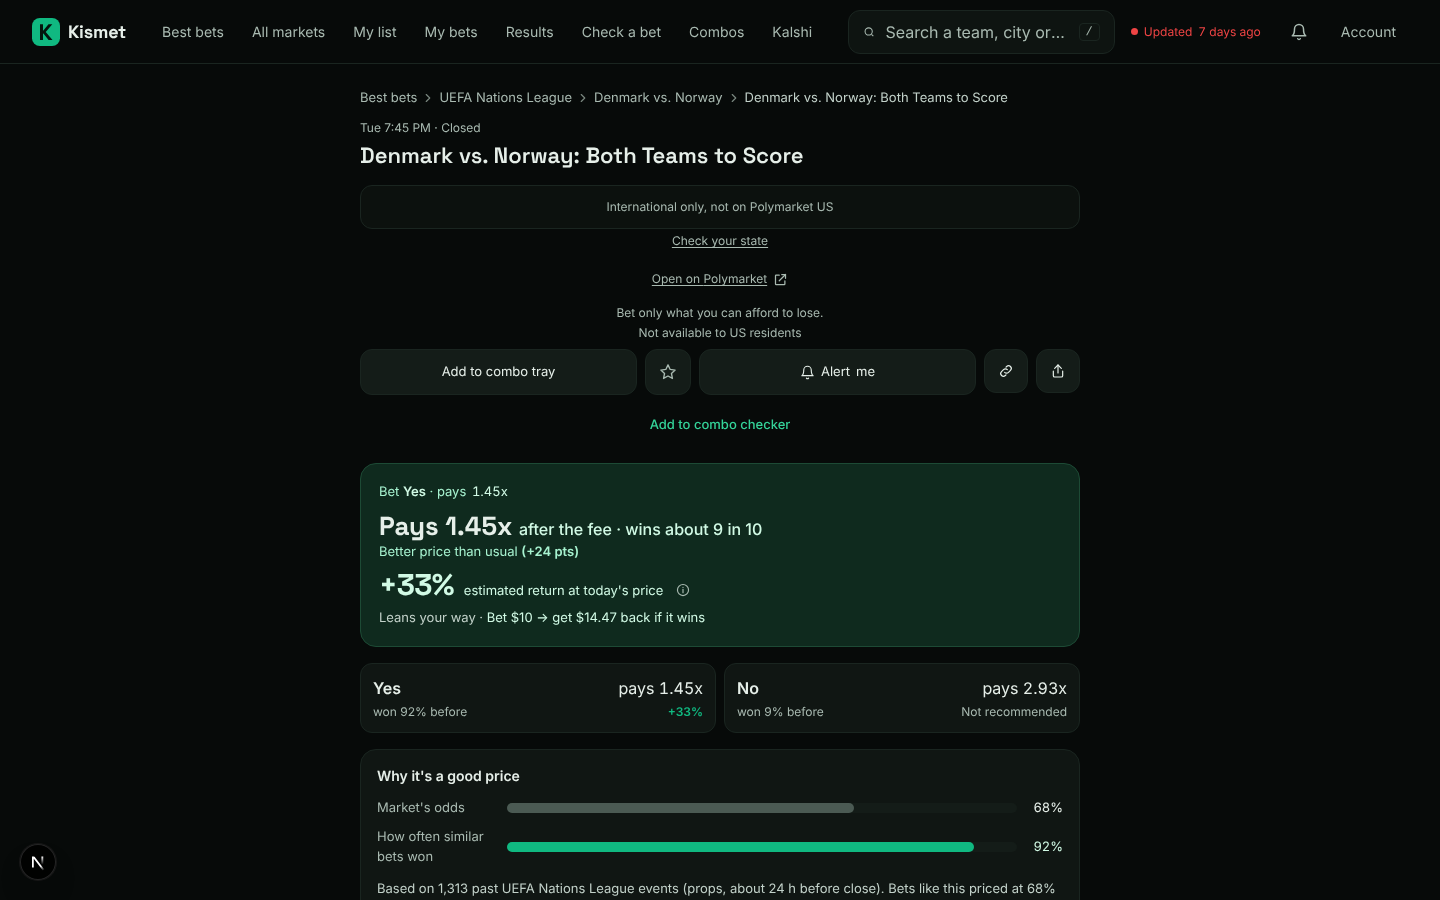 K Kismet
Best bets
All markets
My list
My bets
Results
Check a bet
Combos
Kalshi
Search a team, city or... /
Updated 7 days ago
Account
Best bets > UEFA Nations League > Denmark vs. Norway > Denmark vs. Norway: Both Teams to Score
Tue 7:45 PM · Closed
Denmark vs. Norway: Both Teams to Score
International only, not on Polymarket US
Check your state
Open on Polymarket
Bet only what you can afford to lose.
Not available to US residents
Add to combo tray
Alert me
Add to combo checker
Bet Yes · pays 1.45x
Pays 1.45x after the fee · wins about 9 in 10
Better price than usual (+24 pts)
+33% estimated return at today's price
Leans your way · Bet $10 → get $14.47 back if it wins
Yes pays 1.45x
won 92% before +33%
No pays 2.93x
won 9% before Not recommended
Why it's a good price
Market's odds 68%
How often similar
bets won 92%
N
Based on 1,313 past UEFA Nations League events (props, about 24 h before close). Bets like this priced at 68%